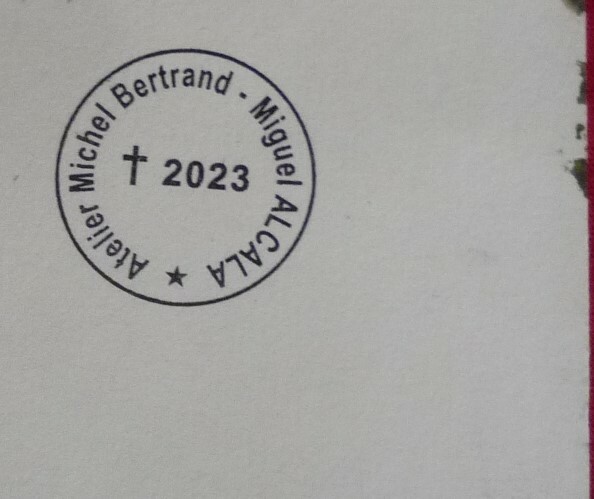 Atelier Michel Bertrand - Miguel ALCALA ★
† 2023